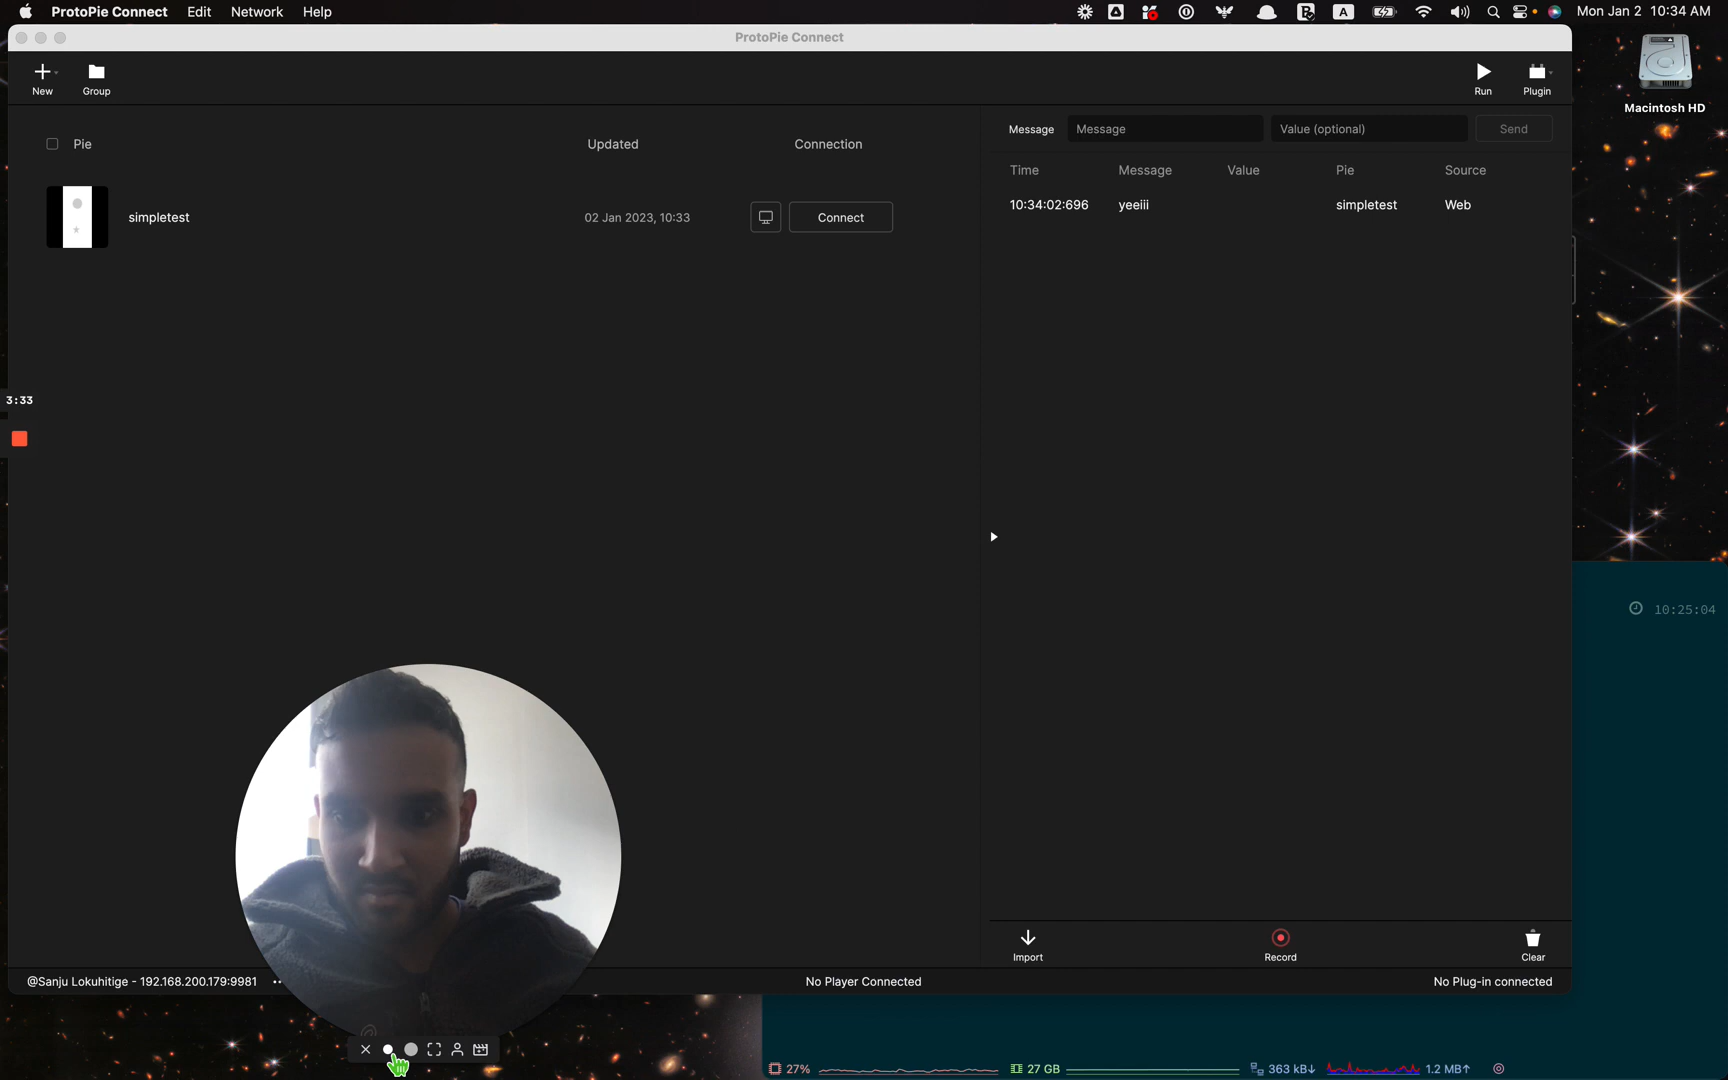 ProtoPie Connect Edit Network Help Mon Jan 2 10:34 AM
ProtoPie Connect
New Group Run Plugin
Macintosh HD
Message Message Value (optional) Send
Pie Updated Connection
Time Message Value Pie Source
simpletest 02 Jan 2023, 10:33 Connect
10:34:02:696 yeeiii simpletest Web
3:33
10:25:04
Import Record Clear
@Sanju Lokuhitige - 192.168.200.179:9981 No Player Connected No Plug-in connected
27% 27 GB 363 kB↓ 1.2 MB↑